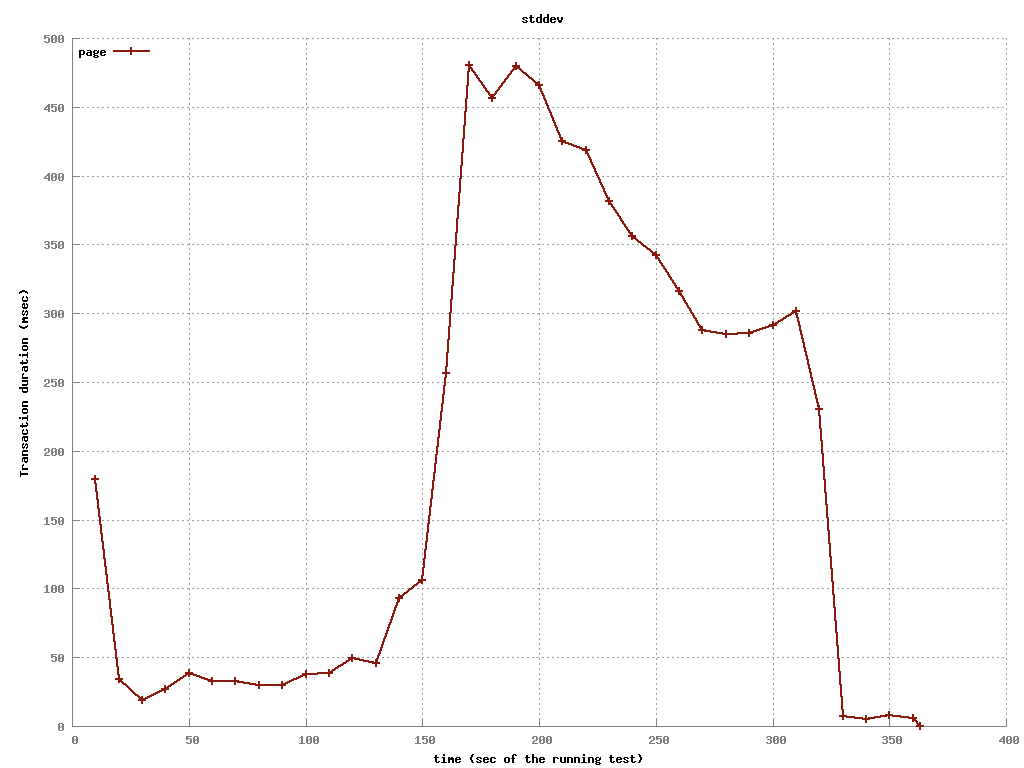 stddev
page
500
450
400
350
300
250
200
150
100
50
0
Transaction duration (msec)
0 50 100 150 200 250 300 350 400
time (sec of the running test)